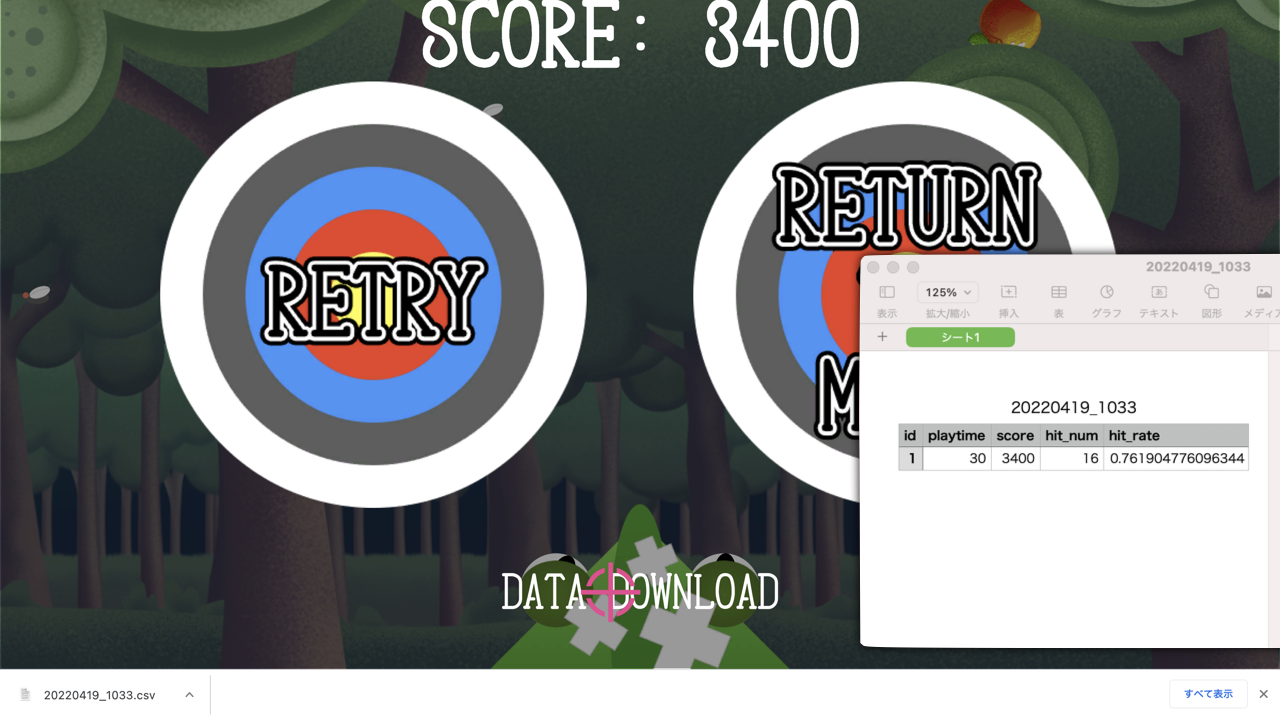 SCORE: 3400
RETRY
RETURN
20220419_1033
125%
表示
拡大/縮小
挿入
表
グラフ
テキスト
図形
メディア
シート1
20220419_1033
id playtime score hit_num hit_rate
1 30 3400 16 0.761904776096344
DATA DOWNLOAD
20220419_1033.csv
すべて表示